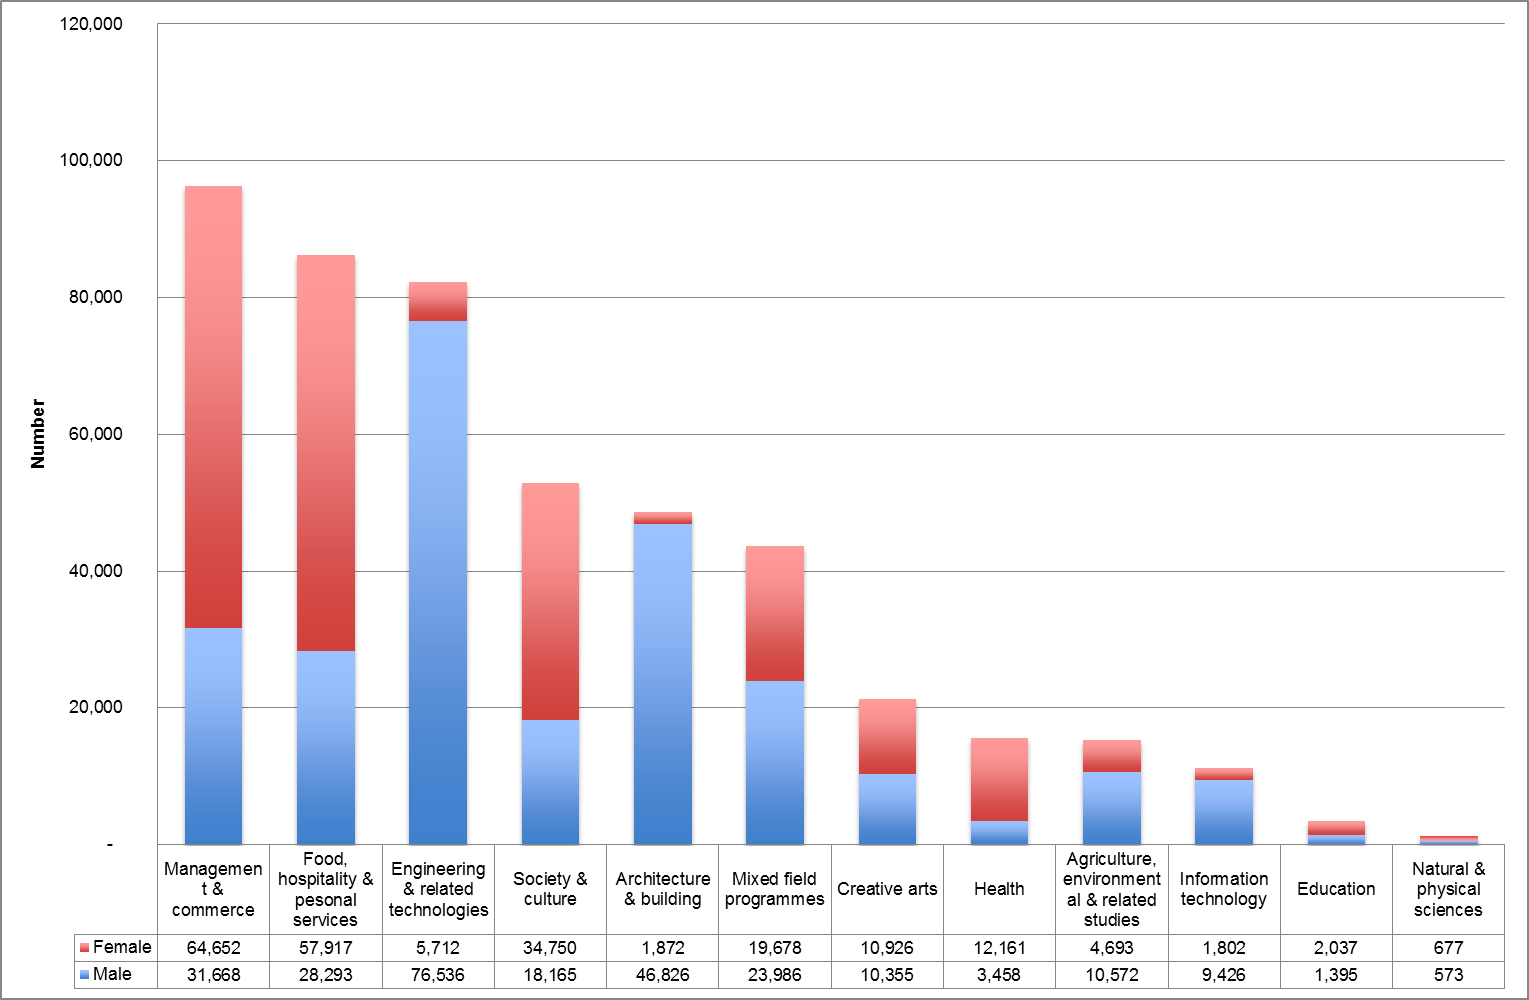 120,000
100,000
80,000
60,000
40,000
20,000
-
Number
Managemen
t &
commerce
Food,
hospitality &
pesonal
services
Engineering
& related
technologies
Society &
culture
Architecture
& building
Mixed field
programmes
Creative arts
Health
Agriculture,
environment
al & related
studies
Information
technology
Education
Natural &
physical
sciences
Female 64,652 57,917 5,712 34,750 1,872 19,678 10,926 12,161 4,693 1,802 2,037 677
Male 31,668 28,293 76,536 18,165 46,826 23,986 10,355 3,458 10,572 9,426 1,395 573